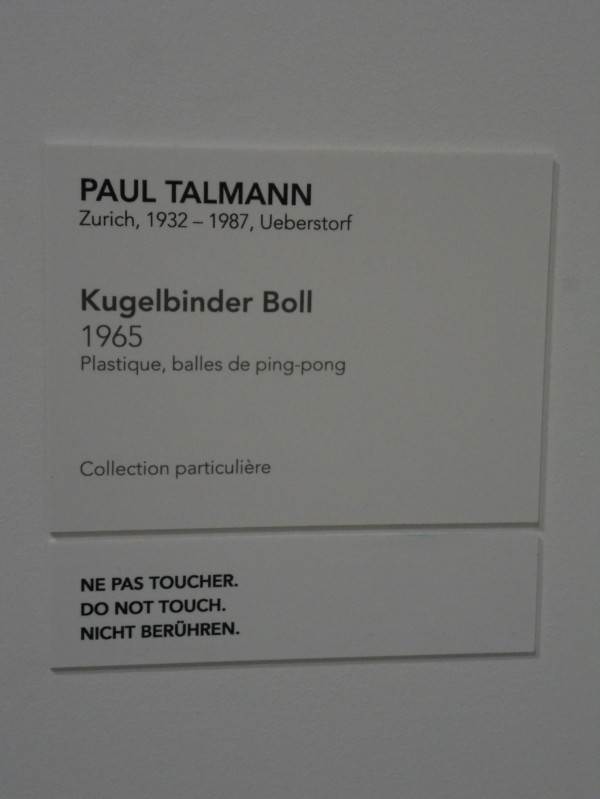 PAUL TALMANN
Zurich, 1932 – 1987, Ueberstorf
Kugelbinder Boll
1965
Plastique, balles de ping-pong
Collection particulière
NE PAS TOUCHER.
DO NOT TOUCH.
NICHT BERÜHREN.